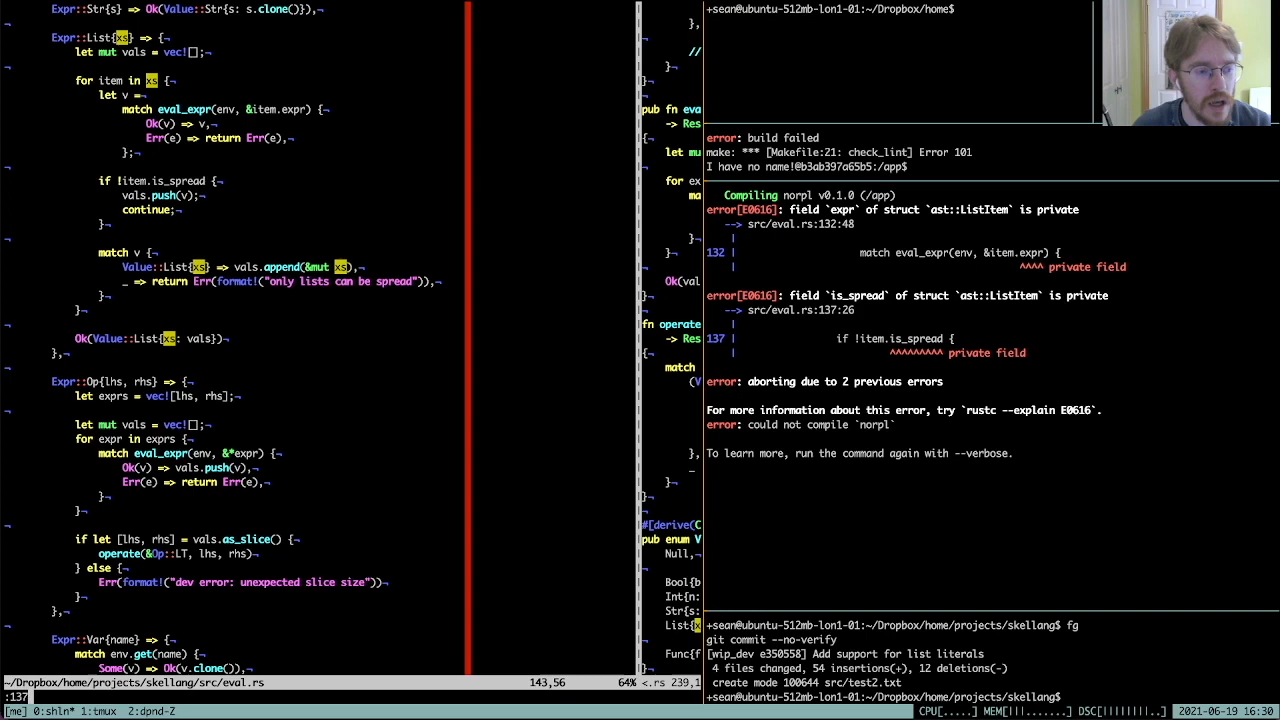 Expr::Str{s} => Ok(Value::Str{s: s.clone()}),¬
¬
Expr::List{xs} => {¬
let mut vals = vec![];¬
¬
for item in xs {¬
let v =¬
match eval_expr(env, &item.expr) {¬
Ok(v) => v,¬
Err(e) => return Err(e),¬
};¬
¬
if !item.is_spread {¬
vals.push(v);¬
continue;¬
}¬
¬
match v {¬
Value::List{xs} => vals.append(&mut xs),¬
_ => return Err(format!("only lists can be spread")),¬
}¬
}¬
¬
Ok(Value::List{xs: vals})¬
},¬
¬
Expr::Op{lhs, rhs} => {¬
let exprs = vec![lhs, rhs];¬
¬
let mut vals = vec![];¬
for expr in exprs {¬
match eval_expr(env, &*expr) {¬
Ok(v) => vals.push(v),¬
Err(e) => return Err(e),¬
}¬
}¬
¬
if let [lhs, rhs] = vals.as_slice() {¬
operate(&Op::LT, lhs, rhs)¬
} else {¬
Err(format!("dev error: unexpected slice size"))¬
}¬
},¬
¬
Expr::Var{name} => {¬
match env.get(name) {¬
Some(v) => Ok(v.clone()),¬
~/Dropbox/home/projects/skellang/src/eval.rs 143,56 64%
:137
},¬
¬
//
}¬
}¬
¬
pub fn eva
-> Res
{¬
let mu
¬
for ex
ma
¬
}¬
}¬
¬
Ok(val
}¬
¬
fn operate
-> Res
{¬
match
(V
¬
},¬
_
}¬
}¬
¬
#[derive(C
pub enum V
Null,¬
¬
Bool{b
Int{n:
Str{s:
List{x
¬
Func{f
}¬
<.rs 239,1
+sean@ubuntu-512mb-lon1-01:~/Dropbox/home$
error: build failed
make: *** [Makefile:21: check_lint] Error 101
I have no name!@b3ab397a65b5:/app$
Compiling norpl v0.1.0 (/app)
error[E0616]: field `expr` of struct `ast::ListItem` is private
--> src/eval.rs:132:48
|
132 | match eval_expr(env, &item.expr) {
| ^^^^ private field
error[E0616]: field `is_spread` of struct `ast::ListItem` is private
--> src/eval.rs:137:26
|
137 | if !item.is_spread {
| ^^^^^^^^^ private field
error: aborting due to 2 previous errors
For more information about this error, try `rustc --explain E0616`.
error: could not compile `norpl`
To learn more, run the command again with --verbose.
+sean@ubuntu-512mb-lon1-01:~/Dropbox/home/projects/skellang$ fg
git commit --no-verify
[wip_dev e350558] Add support for list literals
4 files changed, 54 insertions(+), 12 deletions(-)
create mode 100644 src/test2.txt
+sean@ubuntu-512mb-lon1-01:~/Dropbox/home/projects/skellang$
[me] 0:shln* 1:tmux 2:dpnd-Z CPU[.....] MEM[|||.......] DSC[||||||||..] 2021-06-19 16:30